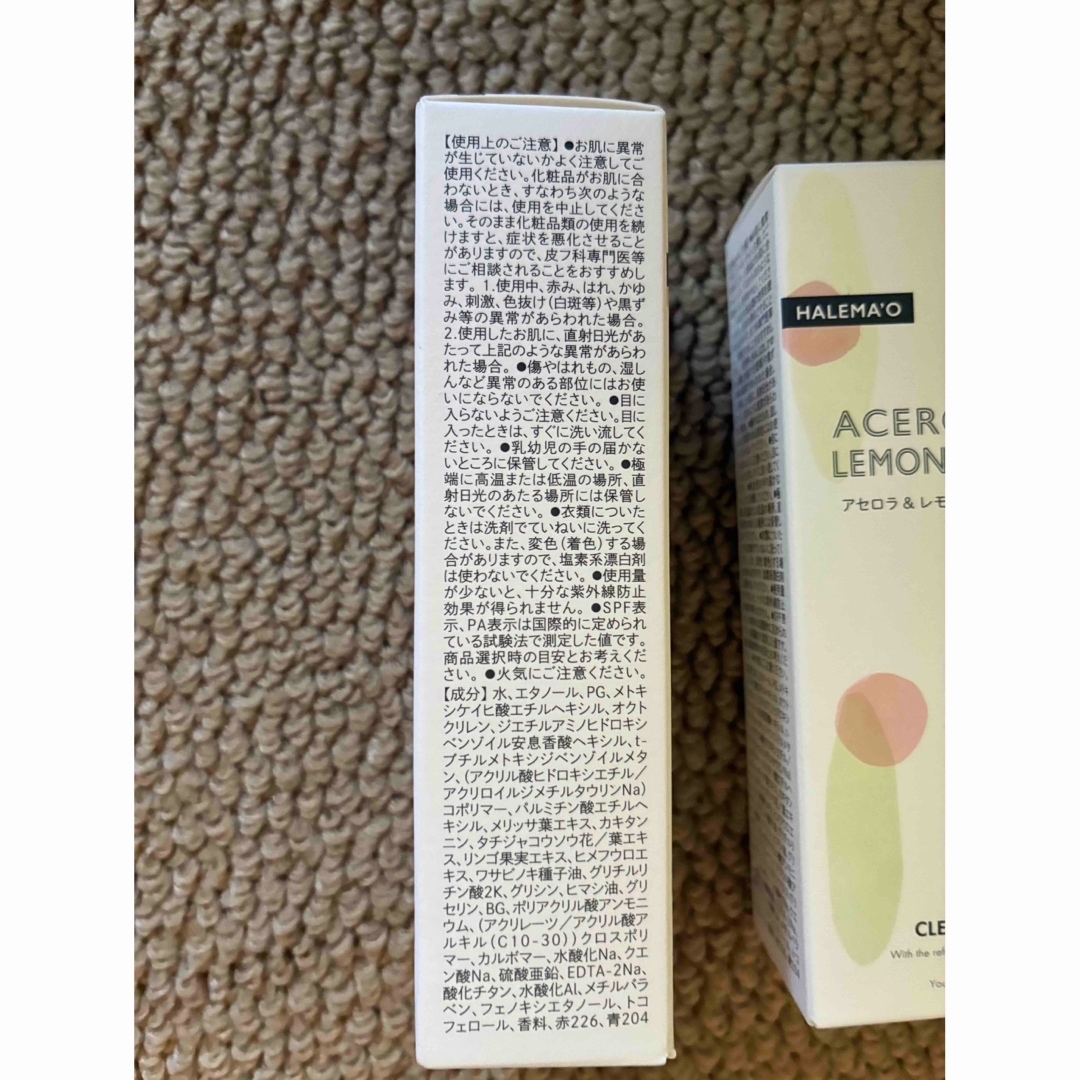 【使用上のご注意】●お肌に異常
が生じていないかよく注意してご
使用ください。化粧品がお肌に合
わないとき、すなわち次のような
場合には、使用を中止してくださ
い。そのまま化粧品類の使用を続
けますと、症状を悪化させること
がありますので、皮フ科専門医等
にご相談されることをおすすめし
ます。1.使用中、赤み、はれ、かゆ
み、刺激、色抜け(白斑等)や黒ず
み等の異常があらわれた場合。
2.使用したお肌に、直射日光があ
たって上記のような異常があらわ
れた場合。●傷やはれもの、湿し
んなど異常のある部位にはお使
いにならないでください。●目に
入らないようご注意ください。目に
入ったときは、すぐに洗い流してく
ださい。●乳幼児の手の届かな
いところに保管してください。●極
端に高温または低温の場所、直
射日光のあたる場所には保管し
ないでください。●衣類についた
ときは洗剤でていねいに洗ってく
ださい。また、変色(着色)する場
合がありますので、塩素系漂白剤
は使わないでください。●使用量
が少ないと、十分な紫外線防止
効果が得られません。●SPF表
示、PA表示は国際的に定められ
ている試験法で測定した値です。
商品選択時の目安とお考えくだ
さい。●火気にご注意ください。
【成分】水、エタノール、PG、メトキ
シケイヒ酸エチルヘキシル、オクト
クリレン、ジエチルアミノヒドロキシ
ベンゾイル安息香酸ヘキシル、t-
ブチルメトキシジベンゾイルメタ
ン、(アクリル酸ヒドロキシエチル／
アクリロイルジメチルタウリンNa)
コポリマー、パルミチン酸エチルヘ
キシル、メリッサ葉エキス、カキタン
ニン、タチジャコウソウ花／葉エキ
ス、リンゴ果実エキス、ヒメフウロエ
キス、ワサビノキ種子油、グリチルリ
チン酸2K、グリシン、ヒマシ油、グリ
セリン、BG、ポリアクリル酸アンモニ
ウム、(アクリレーツ／アクリル酸ア
ルキル(C10-30))クロスポリ
マー、カルボマー、水酸化Na、クエ
ン酸Na、硫酸亜鉛、EDTA-2Na、
酸化チタン、水酸化Al、メチルパラ
ベン、フェノキシエタノール、トコ
フェロール、香料、赤226、青204
HALEMA'O
ACERO
LEMON
アセロラ&レモ
CLE
With the ref
You